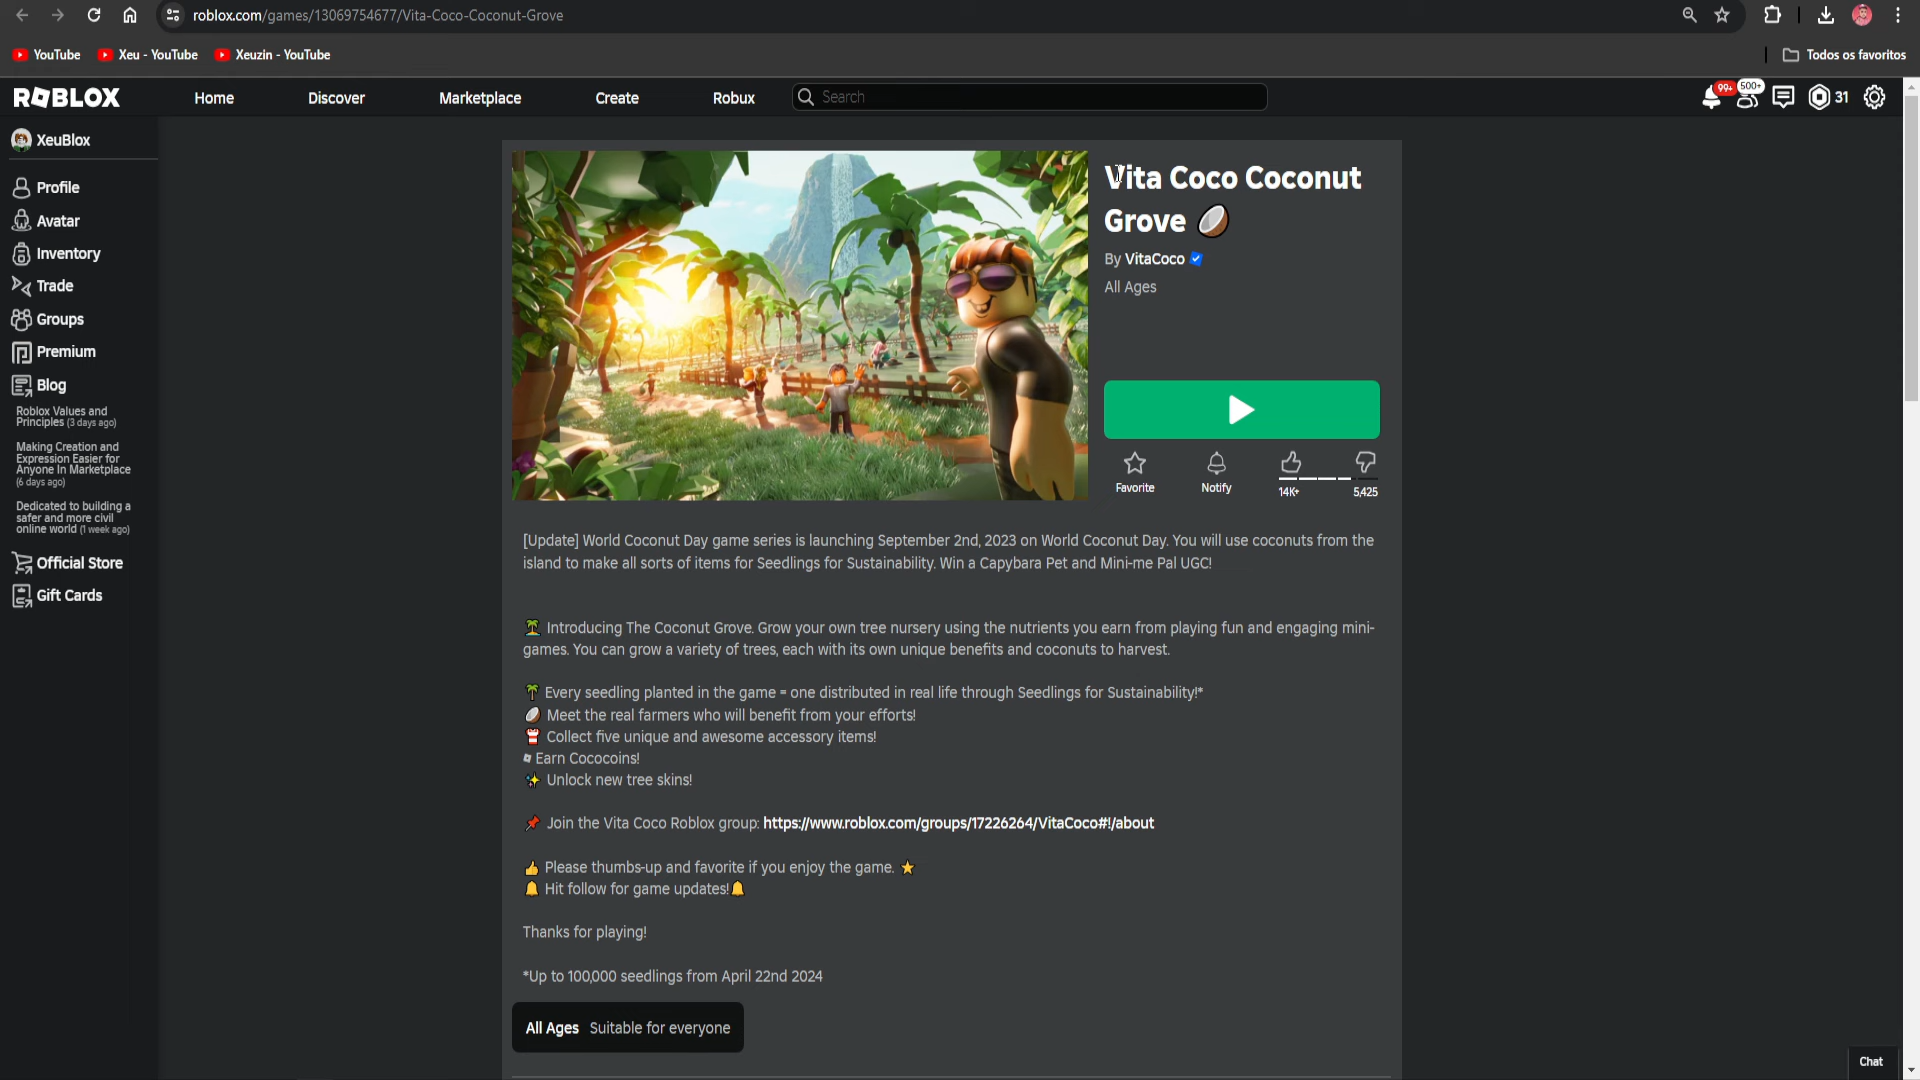 roblox.com/games/13069754677/Vita-Coco-Coconut-Grove
YouTube
Xeu - YouTube
Xeuzin - YouTube
Todos os favoritos
ROBLOX
Home
Discover
Marketplace
Create
Robux
Search
99+
500+
31
XeuBlox
Profile
Avatar
Inventory
Trade
Groups
Premium
Blog
Roblox Values and
Principles (3 days ago)
Making Creation and
Expression Easier for
Anyone In Marketplace
(6 days ago)
Dedicated to building a
safer and more civil
online world (1 week ago)
Official Store
Gift Cards
Vita Coco Coconut
Grove 🥥
By VitaCoco
All Ages
Favorite
Notify
14K+
5,425
[Update] World Coconut Day game series is launching September 2nd, 2023 on World Coconut Day. You will use coconuts from the
island to make all sorts of items for Seedlings for Sustainability. Win a Capybara Pet and Mini-me Pal UGC!
🏝️ Introducing The Coconut Grove. Grow your own tree nursery using the nutrients you earn from playing fun and engaging mini-
games. You can grow a variety of trees, each with its own unique benefits and coconuts to harvest.
🌴 Every seedling planted in the game = one distributed in real life through Seedlings for Sustainability!*
🥥 Meet the real farmers who will benefit from your efforts!
Collect five unique and awesome accessory items!
Earn Cococoins!
✨ Unlock new tree skins!
📌 Join the Vita Coco Roblox group: https://www.roblox.com/groups/17226264/VitaCoco#!/about
👍 Please thumbs-up and favorite if you enjoy the game. ⭐
🔔 Hit follow for game updates!🔔
Thanks for playing!
*Up to 100,000 seedlings from April 22nd 2024
All Ages Suitable for everyone
Chat